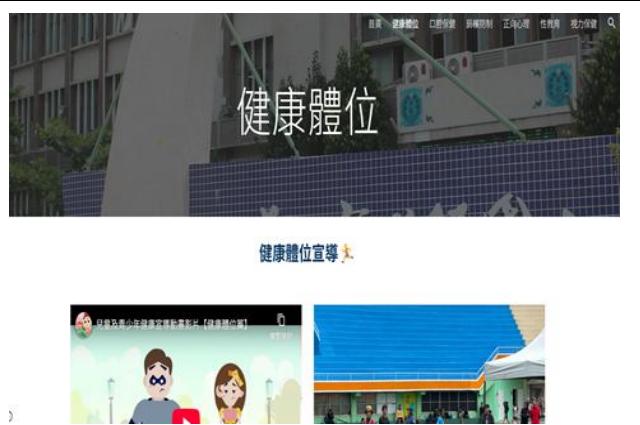 首頁 健康體位 口腔保健 菸檳防制 正向心理 性教育 視力保健
健康體位
健康體位宣導
兒童及青少年健康宣導動畫影片【健康體位篇】